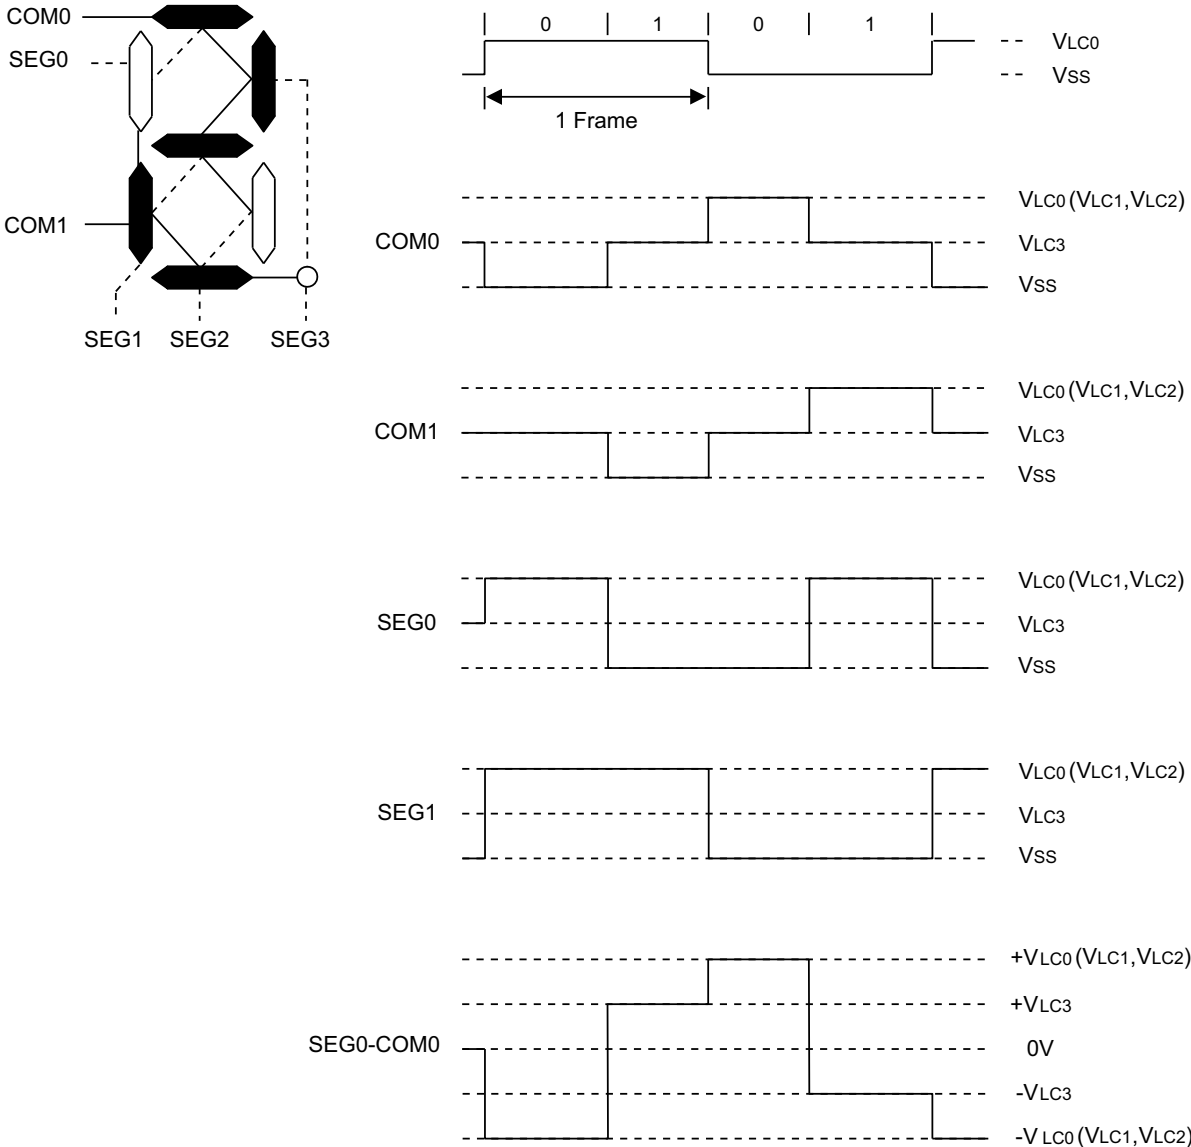 COM0
SEG0
COM1
SEG1 SEG2 SEG3
0 1 0 1
VLC0
VSS
1 Frame
COM0
VLC0(VLC1,VLC2)
VLC3
VSS
COM1
VLC0(VLC1,VLC2)
VLC3
VSS
SEG0
VLC0(VLC1,VLC2)
VLC3
VSS
SEG1
VLC0(VLC1,VLC2)
VLC3
VSS
SEG0-COM0
+VLC0(VLC1,VLC2)
+VLC3
0V
-VLC3
-VLC0(VLC1,VLC2)